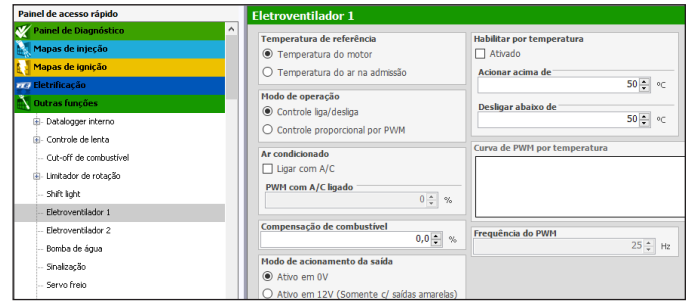 Painel de acesso rápido
Painel de Diagnóstico
Mapas de injeção
Mapas de ignição
Eletrificação
Outras funções
Datalogger interno
Controle de lenta
Cut-off de combustível
Limitador de rotação
Shift light
Eletroventilador 1
Eletroventilador 2
Bomba de água
Sinalização
Servo freio
Eletroventilador 1
Temperatura de referência
Temperatura do motor
Temperatura do ar na admissão
Modo de operação
Controle liga/desliga
Controle proporcional por PWM
Ar condicionado
Ligar com A/C
PWM com A/C ligado
0 %
Compensação de combustível
0,0 %
Modo de acionamento da saída
Ativo em 0V
Ativo em 12V (Somente c/ saídas amarelas)
Habilitar por temperatura
Ativado
Acionar acima de
50 ºC
Desligar abaixo de
50 ºC
Curva de PWM por temperatura
Frequência do PWM
25 Hz